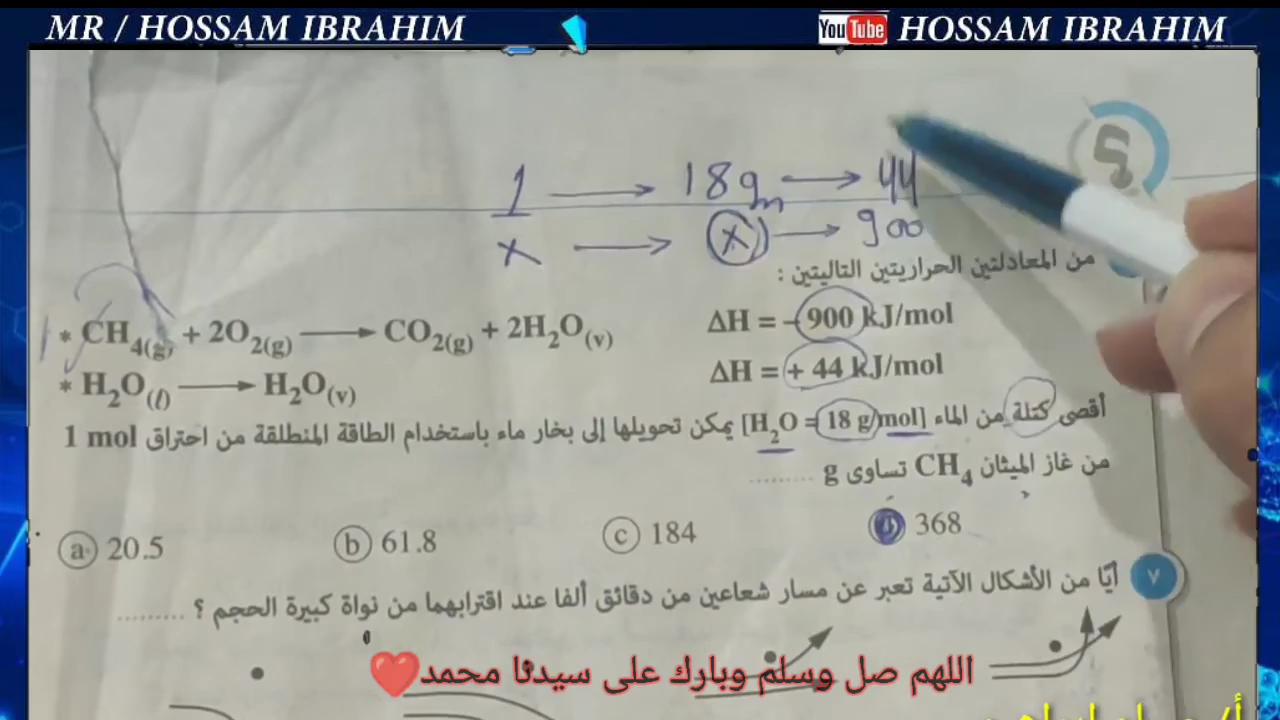 MR / HOSSAM IBRAHIM
YouTube HOSSAM IBRAHIM
1 → 18 gm → 44
x → x → 900
من المعادلتين الحراريتين التاليتين :
* CH4(g) + 2O2(g) → CO2(g) + 2H2O(v) ΔH = – 900 kJ/mol
* H2O(l) → H2O(v) ΔH = + 44 kJ/mol
أقصى كتلة من الماء [H2O = 18 g/mol] يمكن تحويلها إلى بخار ماء باستخدام الطاقة المنطلقة من احتراق 1 mol
من غاز الميثان CH4 تساوى g .........
a 20.5 b 61.8 c 184 d 368
٧ أيًا من الأشكال الآتية تعبر عن مسار شعاعين من دقائق ألفا عند اقترابهما من نواة كبيرة الحجم ؟ .........
اللهم صل وسلم وبارك على سيدنا محمد❤️